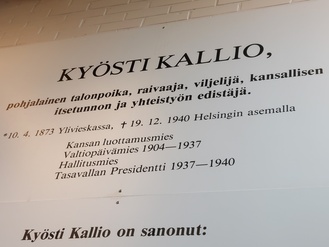 KYÖSTI KALLIO,
pohjalainen talonpoika, raivaaja, viljelijä, kansallisen
itsetunnon ja yhteistyön edistäjä.
*10. 4. 1873 Ylivieskassa, † 19. 12. 1940 Helsingin asemalla
Kansan luottamusmies
Valtiopäivämies 1904—1937
Hallitusmies
Tasavallan Presidentti 1937—1940
Kyösti Kallio on sanonut: